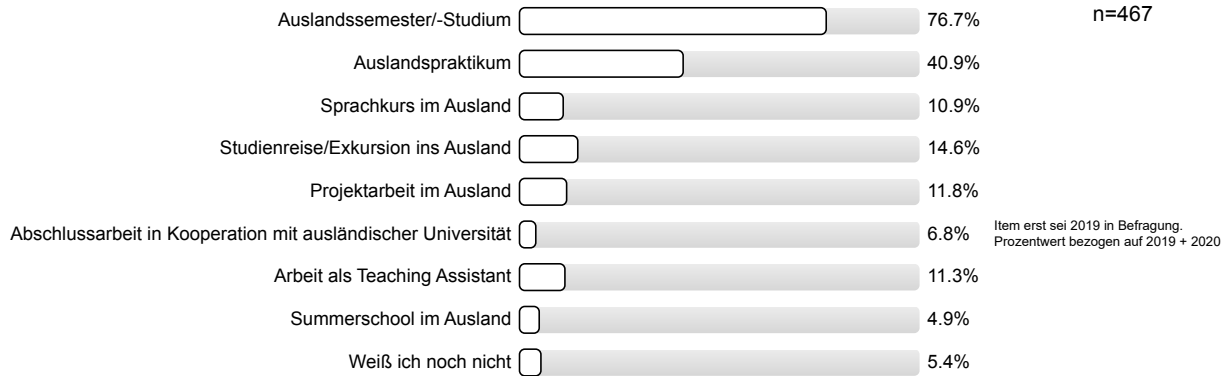 Auslandssemester/-Studium 76.7% n=467
Auslandspraktikum 40.9%
Sprachkurs im Ausland 10.9%
Studienreise/Exkursion ins Ausland 14.6%
Projektarbeit im Ausland 11.8%
Abschlussarbeit in Kooperation mit ausländischer Universität 6.8% Item erst sei 2019 in Befragung.
Prozentwert bezogen auf 2019 + 2020
Arbeit als Teaching Assistant 11.3%
Summerschool im Ausland 4.9%
Weiß ich noch nicht 5.4%